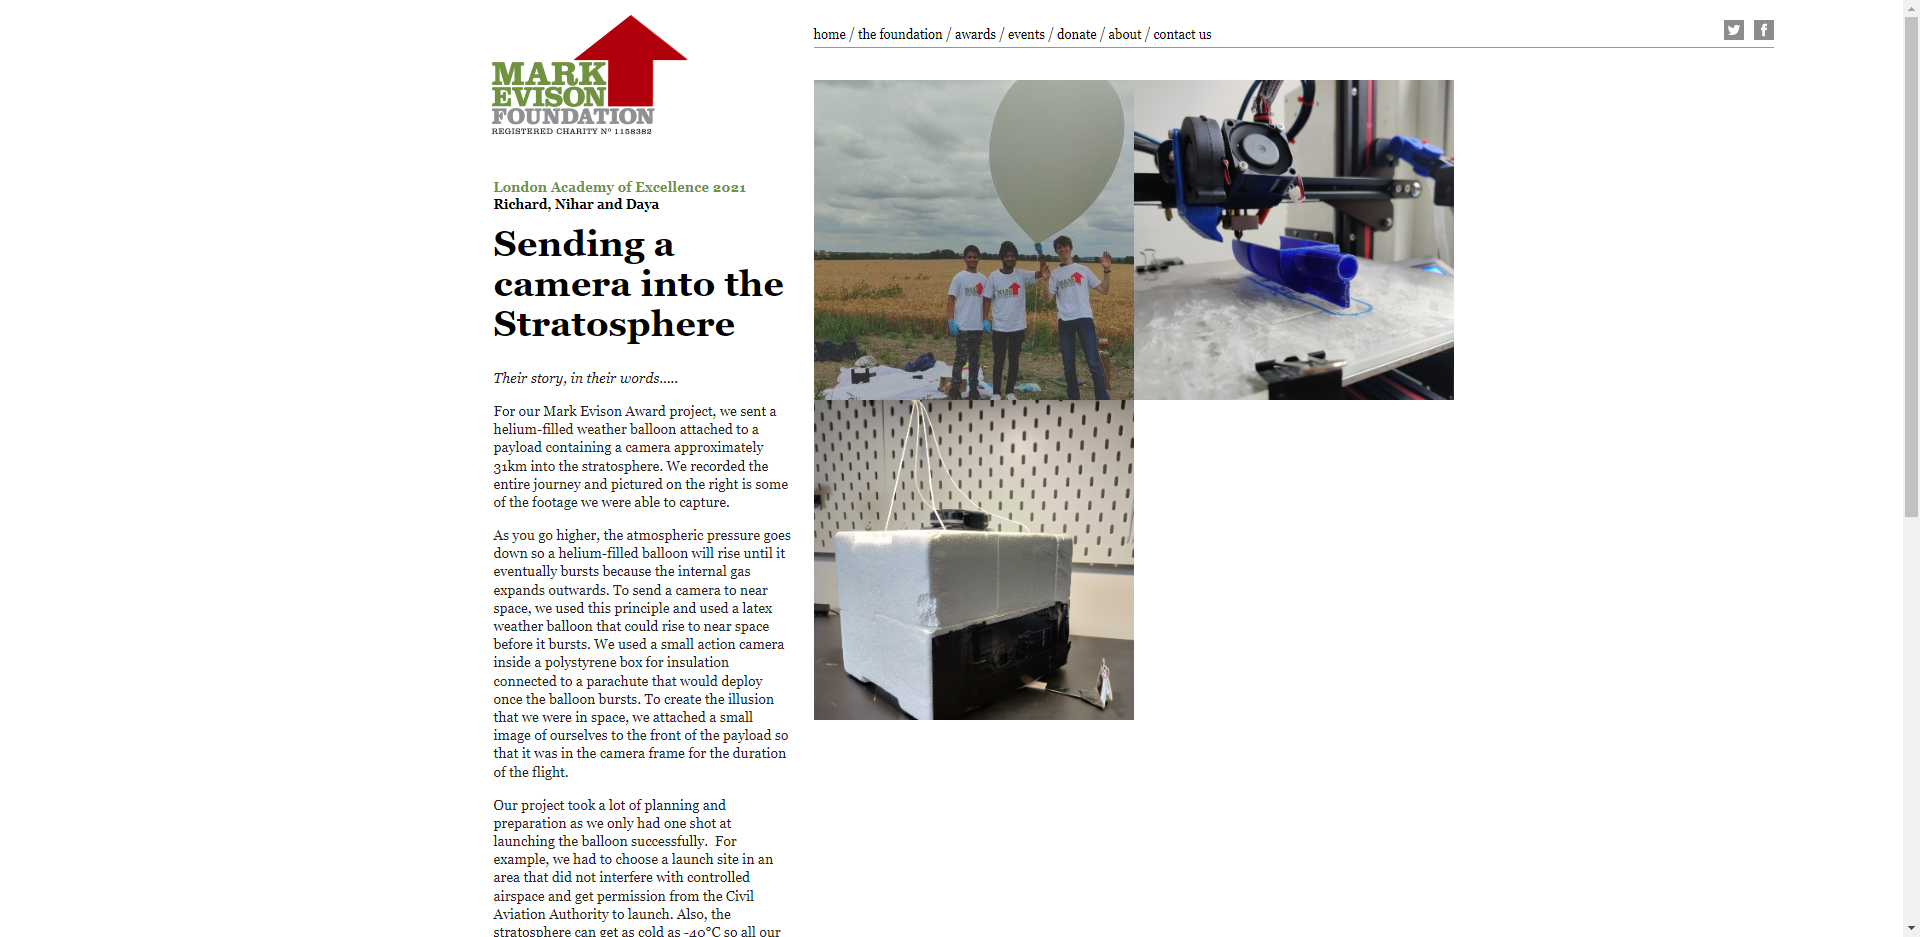 MARK
EVISON
FOUNDATION
REGISTERED CHARITY Nº 1158382
home / the foundation / awards / events / donate / about / contact us
London Academy of Excellence 2021
Richard, Nihar and Daya
Sending a
camera into the
Stratosphere
Their story, in their words.....
For our Mark Evison Award project, we sent a
helium-filled weather balloon attached to a
payload containing a camera approximately
31km into the stratosphere. We recorded the
entire journey and pictured on the right is some
of the footage we were able to capture.
As you go higher, the atmospheric pressure goes
down so a helium-filled balloon will rise until it
eventually bursts because the internal gas
expands outwards. To send a camera to near
space, we used this principle and used a latex
weather balloon that could rise to near space
before it bursts. We used a small action camera
inside a polystyrene box for insulation
connected to a parachute that would deploy
once the balloon bursts. To create the illusion
that we were in space, we attached a small
image of ourselves to the front of the payload so
that it was in the camera frame for the duration
of the flight.
Our project took a lot of planning and
preparation as we only had one shot at
launching the balloon successfully.  For
example, we had to choose a launch site in an
area that did not interfere with controlled
airspace and get permission from the Civil
Aviation Authority to launch. Also, the
stratosphere can get as cold as -40°C so all our